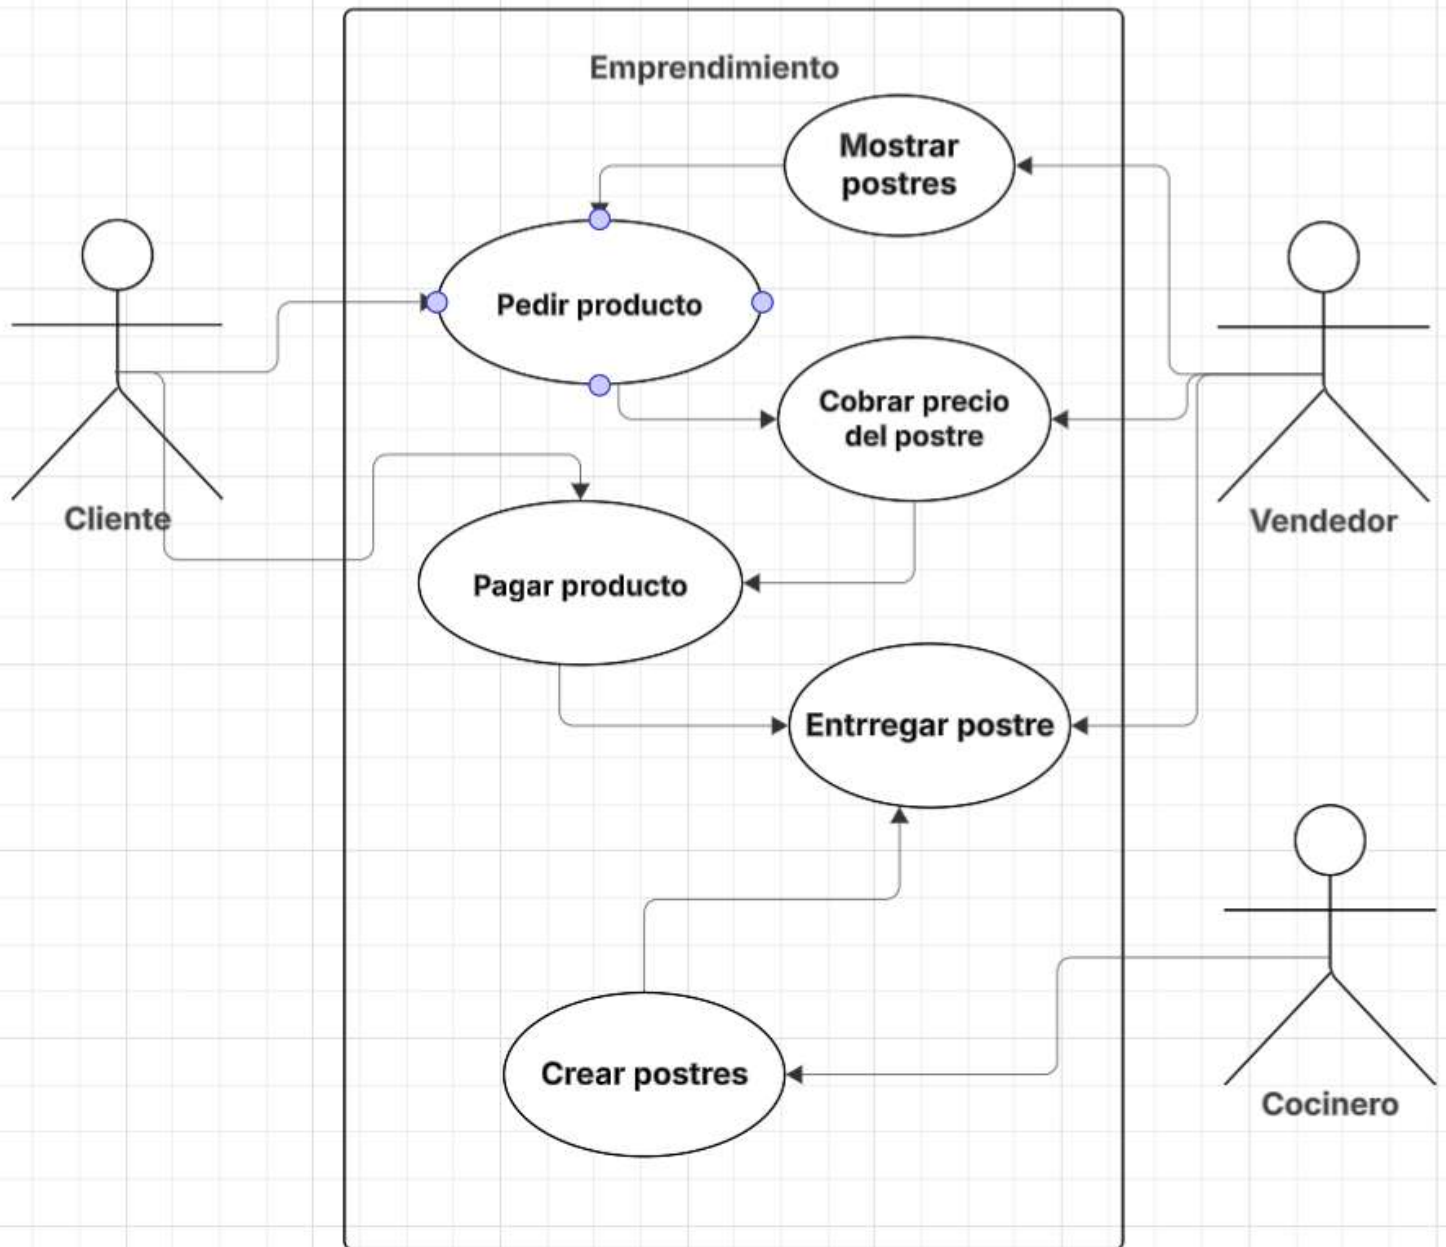 Emprendimiento
Mostrar
postres
Pedir producto
Cobrar precio
del postre
Cliente
Vendedor
Pagar producto
Entrregar postre
Crear postres
Cocinero